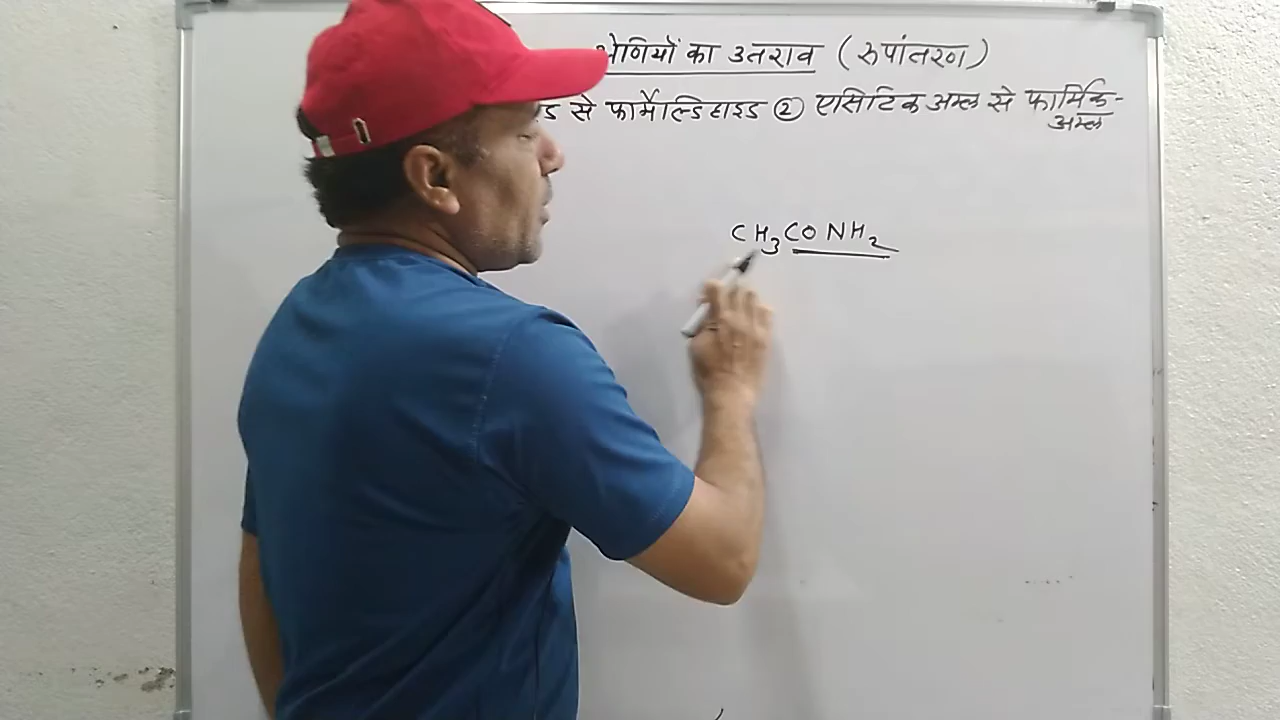 श्रेणियों का उतराव (रुपांतरण)
से फार्माल्डिहाइड ② एसिटिक अम्ल से फार्मिक-
अम्ल
CH3CONH2